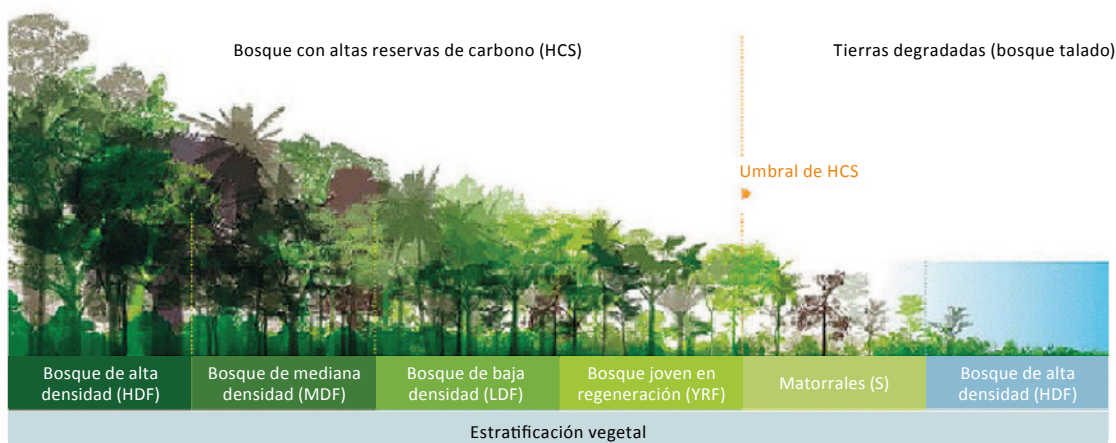 Bosque con altas reservas de carbono (HCS)
Tierras degradadas (bosque talado)
Umbral de HCS
Bosque de alta
densidad (HDF)
Bosque de mediana
densidad (MDF)
Bosque de baja
densidad (LDF)
Bosque joven en
regeneración (YRF)
Matorrales (S)
Bosque de alta
densidad (HDF)
Estratificación vegetal